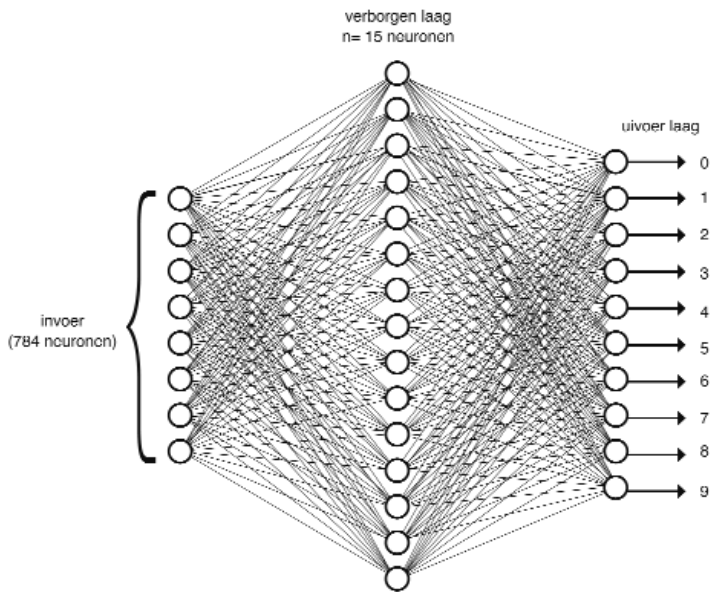 verborgen laag
n= 15 neuronen
uivoer laag
0
1
2
3
4
5
6
7
8
9
invoer
(784 neuronen)